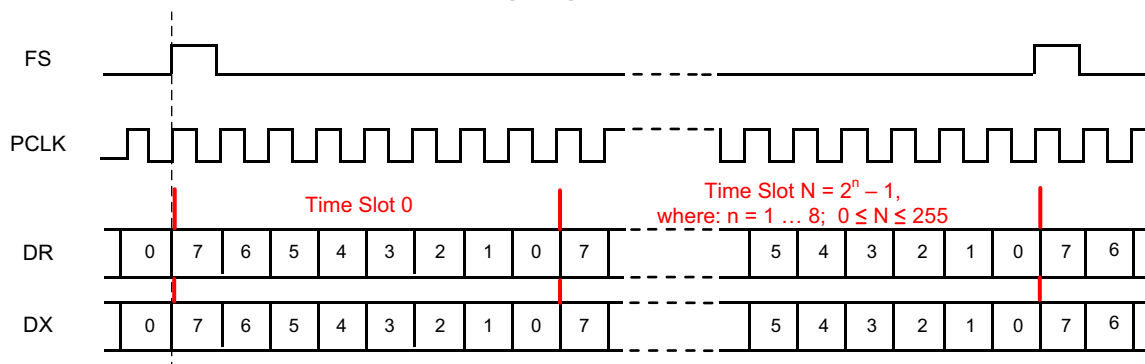 FS
PCLK
Time Slot 0
Time Slot N = 2ⁿ – 1,
where: n = 1 … 8; 0 ≤ N ≤ 255
DR 0 7 6 5 4 3 2 1 0 7 5 4 3 2 1 0 7 6
DX 0 7 6 5 4 3 2 1 0 7 5 4 3 2 1 0 7 6